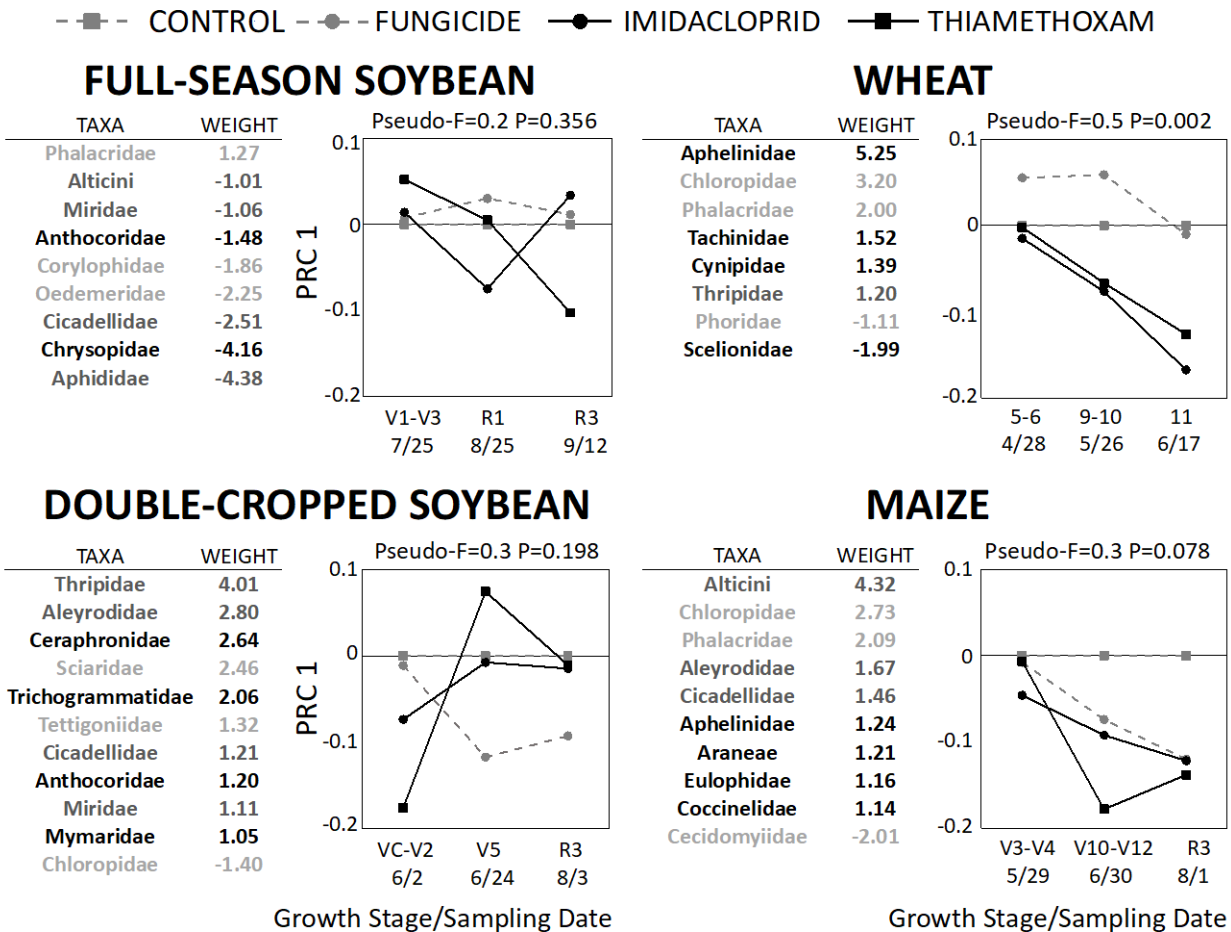 CONTROL FUNGICIDE IMIDACLOPRID THIAMETHOXAM
FULL-SEASON SOYBEAN
TAXA WEIGHT
Phalacridae 1.27
Alticini -1.01
Miridae -1.06
Anthocoridae -1.48
Corylophidae -1.86
Oedemeridae -2.25
Cicadellidae -2.51
Chrysopidae -4.16
Aphididae -4.38
Pseudo-F=0.2 P=0.356
PRC 1
0.1
0
-0.1
-0.2
V1-V3 R1 R3
7/25 8/25 9/12
WHEAT
TAXA WEIGHT
Aphelinidae 5.25
Chloropidae 3.20
Phalacridae 2.00
Tachinidae 1.52
Cynipidae 1.39
Thripidae 1.20
Phoridae -1.11
Scelionidae -1.99
Pseudo-F=0.5 P=0.002
0.1
0
-0.1
-0.2
5-6 9-10 11
4/28 5/26 6/17
DOUBLE-CROPPED SOYBEAN
TAXA WEIGHT
Thripidae 4.01
Aleyrodidae 2.80
Ceraphronidae 2.64
Sciaridae 2.46
Trichogrammatidae 2.06
Tettigoniidae 1.32
Cicadellidae 1.21
Anthocoridae 1.20
Miridae 1.11
Mymaridae 1.05
Chloropidae -1.40
Pseudo-F=0.3 P=0.198
PRC 1
0.1
0
-0.1
-0.2
VC-V2 V5 R3
6/2 6/24 8/3
Growth Stage/Sampling Date
MAIZE
TAXA WEIGHT
Alticini 4.32
Chloropidae 2.73
Phalacridae 2.09
Aleyrodidae 1.67
Cicadellidae 1.46
Aphelinidae 1.24
Araneae 1.21
Eulophidae 1.16
Coccinelidae 1.14
Cecidomyiidae -2.01
Pseudo-F=0.3 P=0.078
0.1
0
-0.1
-0.2
V3-V4 V10-V12 R3
5/29 6/30 8/1
Growth Stage/Sampling Date